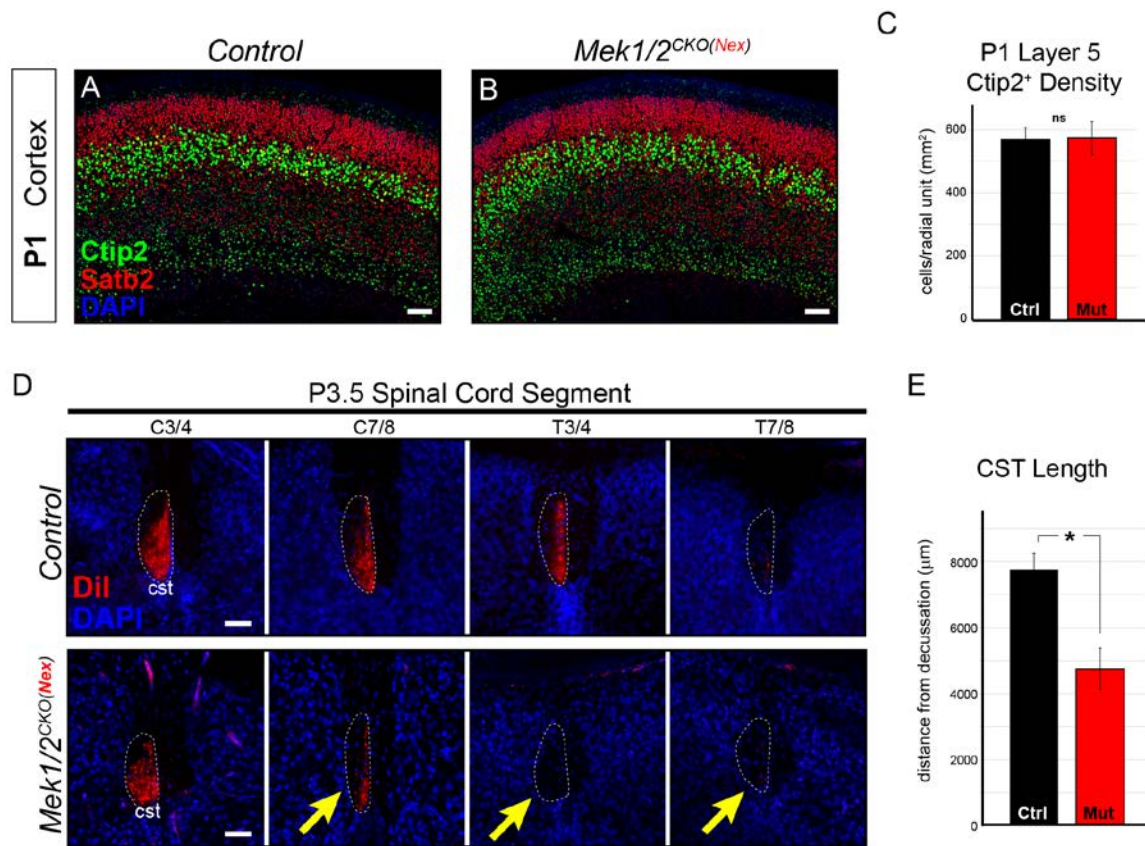 Control
Mek1/2CKO(Nex)
P1 Cortex
A
Ctip2
Satb2
DAPI
B
C
P1 Layer 5
Ctip2+ Density
ns
600
400
200
0
cells/radial unit (mm2)
Ctrl
Mut
D
P3.5 Spinal Cord Segment
C3/4
C7/8
T3/4
T7/8
Control
DiI
DAPI
cst
Mek1/2CKO(Nex)
cst
E
CST Length
*
8000
6000
4000
2000
0
distance from decussation (μm)
Ctrl
Mut